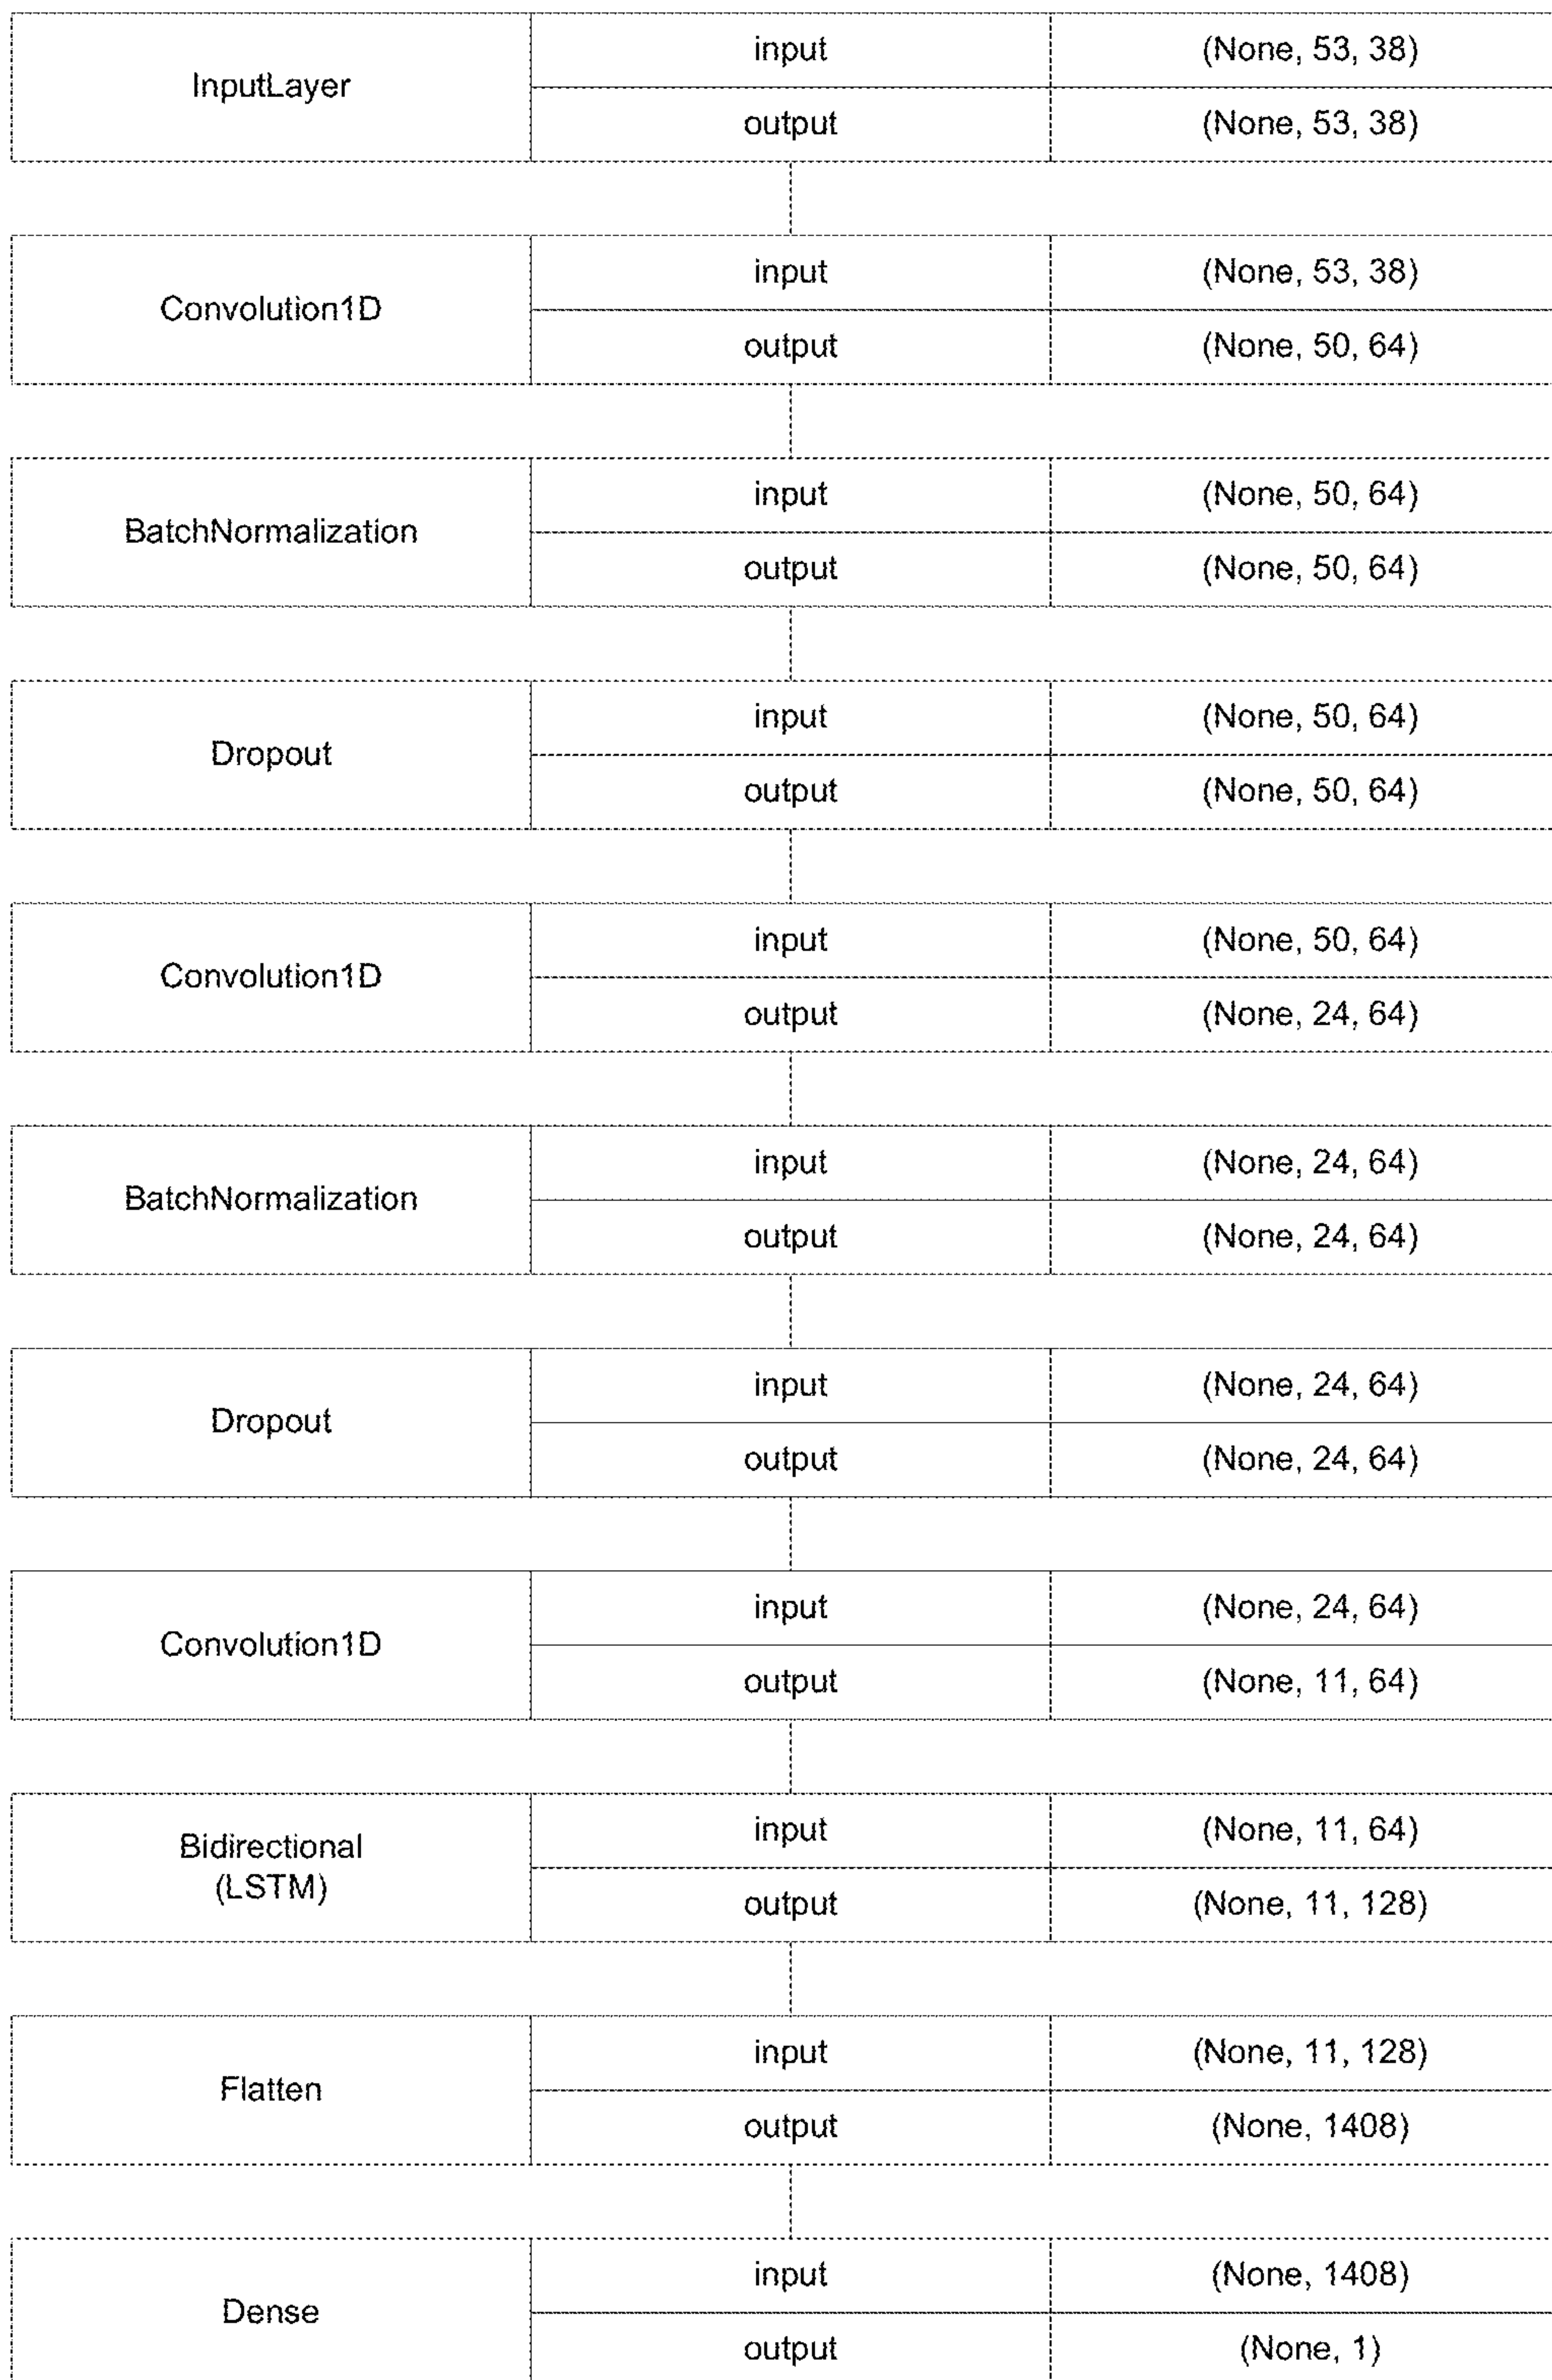 InputLayer
input (None, 53, 38)
output (None, 53, 38)
Convolution1D
input (None, 53, 38)
output (None, 50, 64)
BatchNormalization
input (None, 50, 64)
output (None, 50, 64)
Dropout
input (None, 50, 64)
output (None, 50, 64)
Convolution1D
input (None, 50, 64)
output (None, 24, 64)
BatchNormalization
input (None, 24, 64)
output (None, 24, 64)
Dropout
input (None, 24, 64)
output (None, 24, 64)
Convolution1D
input (None, 24, 64)
output (None, 11, 64)
Bidirectional
(LSTM)
input (None, 11, 64)
output (None, 11, 128)
Flatten
input (None, 11, 128)
output (None, 1408)
Dense
input (None, 1408)
output (None, 1)